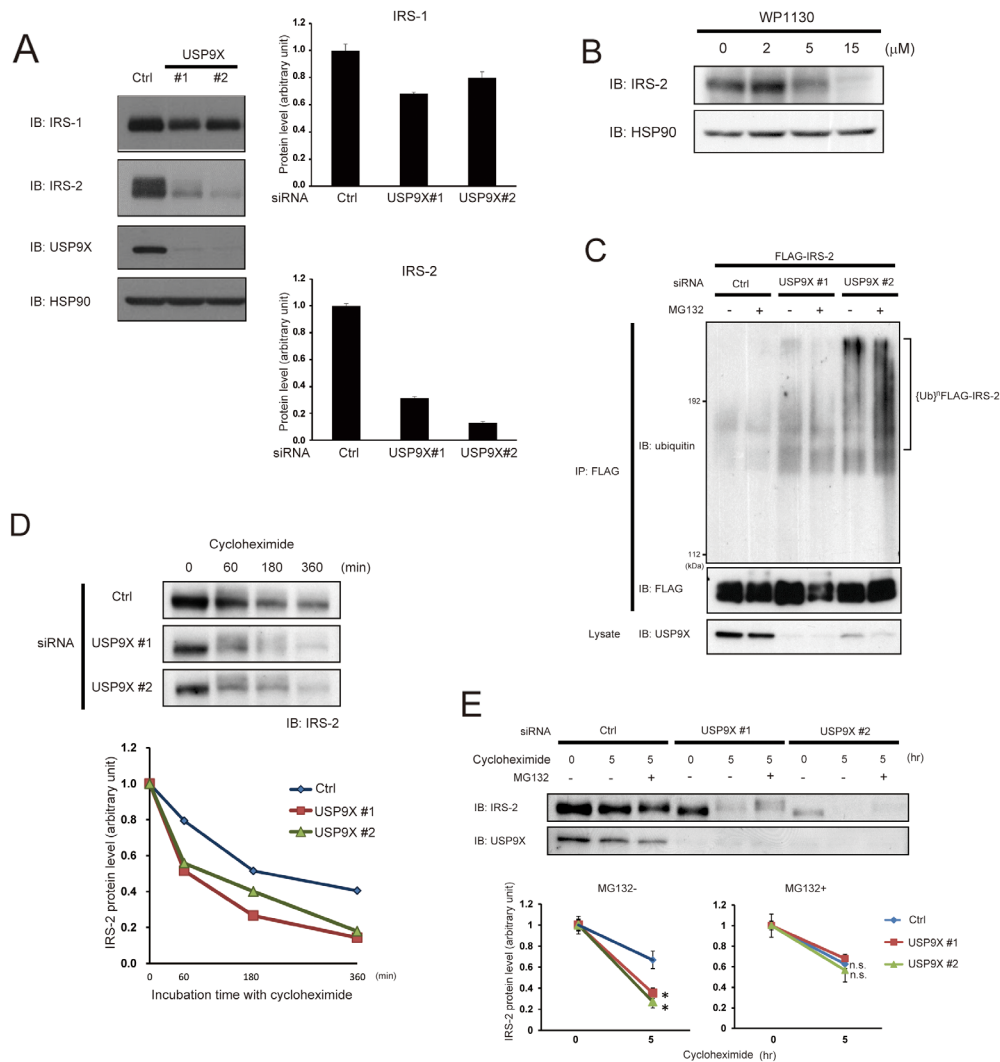 A
USP9X
Ctrl #1 #2
IB: IRS-1
IB: IRS-2
IB: USP9X
IB: HSP90
IRS-1
Protein level (arbitrary unit)
1.2
1.0
0.8
0.6
0.4
0.2
0.0
siRNA Ctrl USP9X#1 USP9X#2
IRS-2
Protein level (arbitrary unit)
1.2
1.0
0.8
0.6
0.4
0.2
0.0
siRNA Ctrl USP9X#1 USP9X#2
B
WP1130
0 2 5 15 (μM)
IB: IRS-2
IB: HSP90
C
FLAG-IRS-2
siRNA Ctrl USP9X #1 USP9X #2
MG132 - + - + - +
192
{Ub}ⁿFLAG-IRS-2
IB: ubiquitin
IP: FLAG
112
(kDa)
IB: FLAG
Lysate IB: USP9X
D
Cycloheximide
0 60 180 360 (min)
Ctrl
siRNA USP9X #1
USP9X #2
IB: IRS-2
IRS-2 protein level (arbitrary unit)
1.2
1.0
0.8
0.6
0.4
0.2
0.0
Ctrl
USP9X #1
USP9X #2
0 60 180 360 (min)
Incubation time with cycloheximide
E
siRNA Ctrl USP9X #1 USP9X #2
Cycloheximide 0 5 5 0 5 5 0 5 5 (hr)
MG132 - - + - - + - - +
IB: IRS-2
IB: USP9X
MG132-
IRS-2 protein level (arbitrary unit)
1.2
1.0
0.8
0.6
0.4
0.2
0
*
*
0 5
MG132+
1.2
1.0
0.8
0.6
0.4
0.2
0
n.s.
n.s.
0 5
Ctrl
USP9X #1
USP9X #2
Cycloheximide (hr)